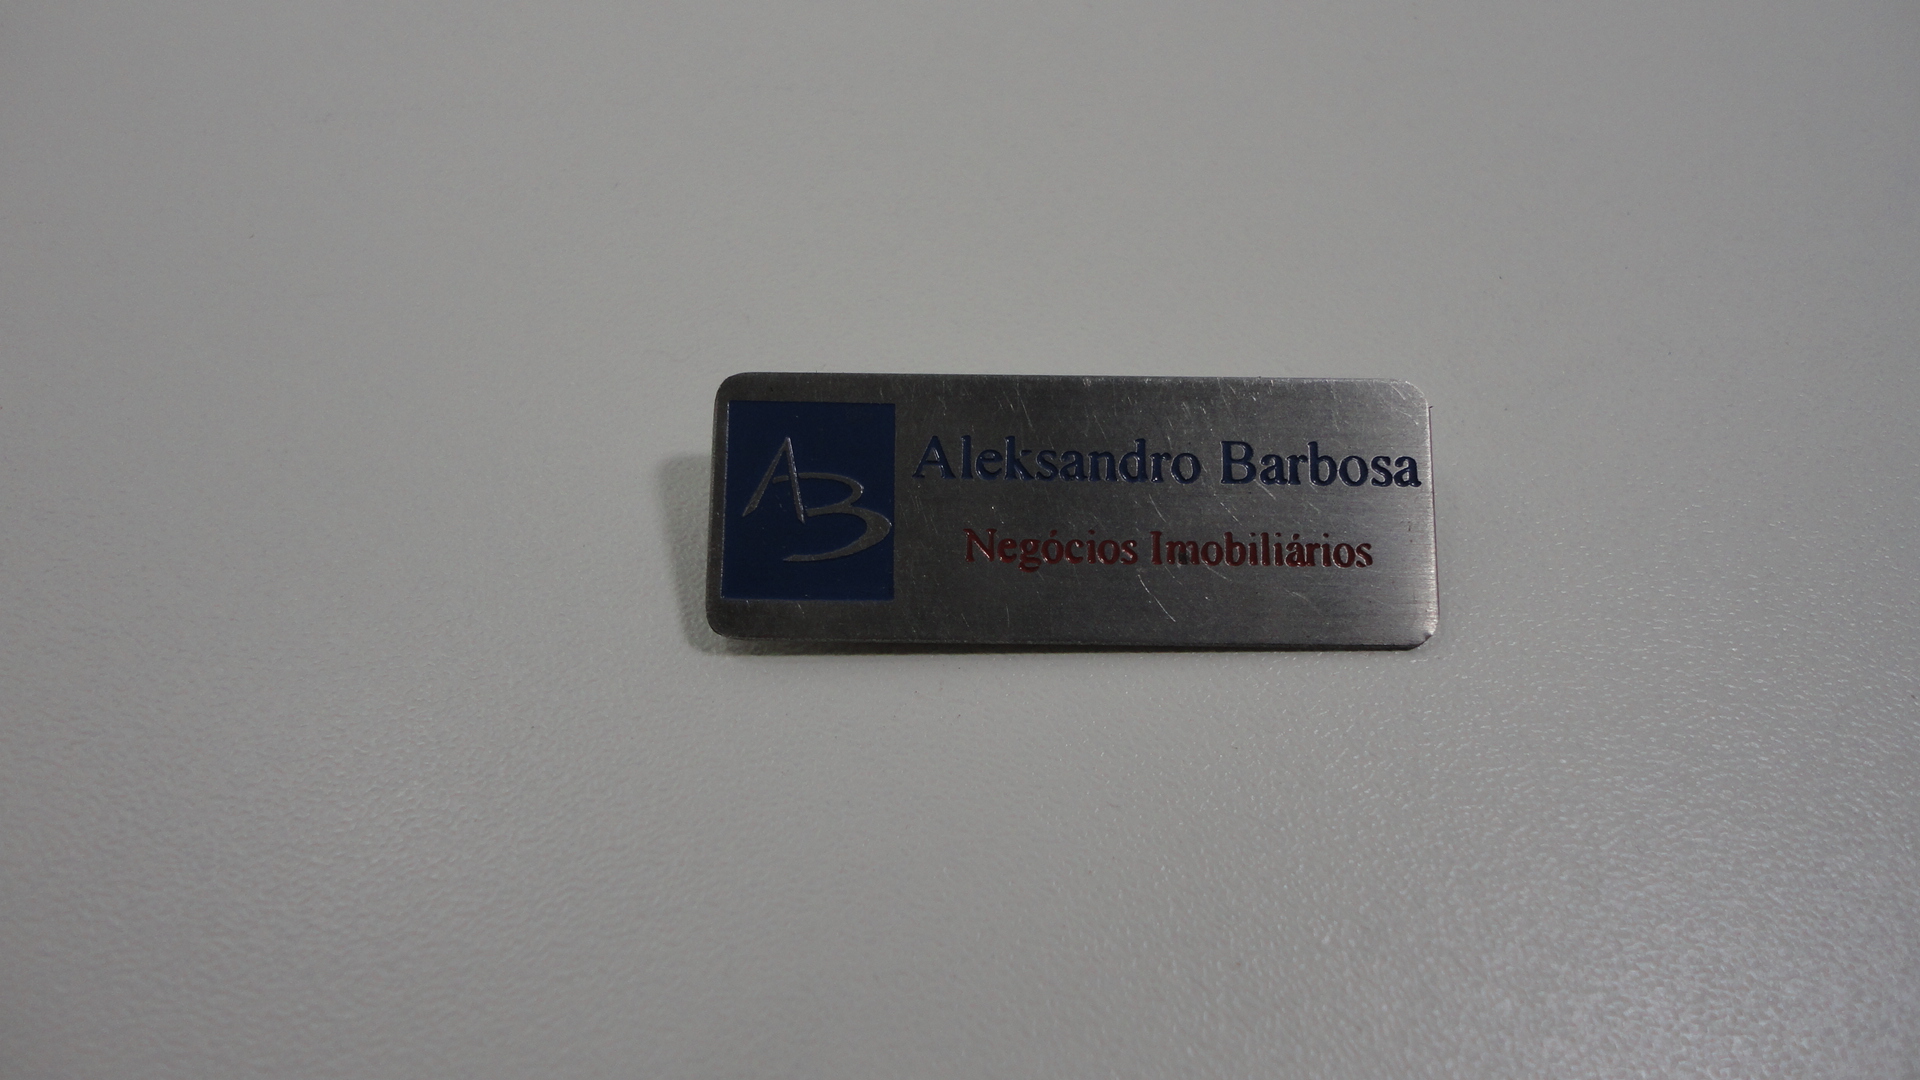 AB
Aleksandro Barbosa
Negócios Imobiliários